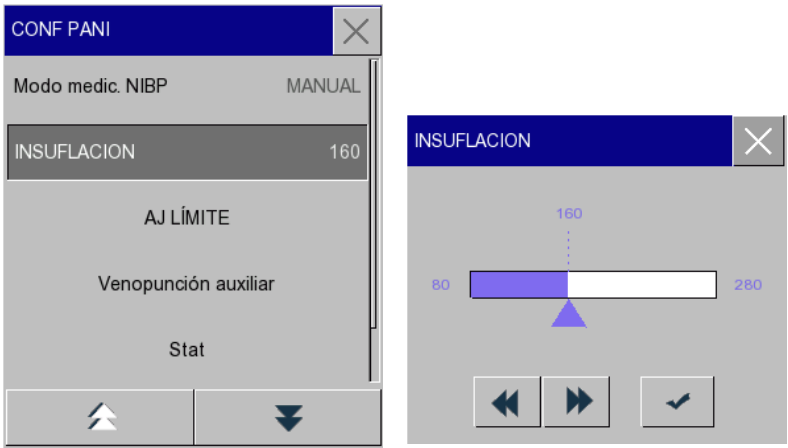 CONF PANI
Modo medic. NIBP MANUAL
INSUFLACION 160
AJ LÍMITE
Venopunción auxiliar
Stat
INSUFLACION
160
80 280